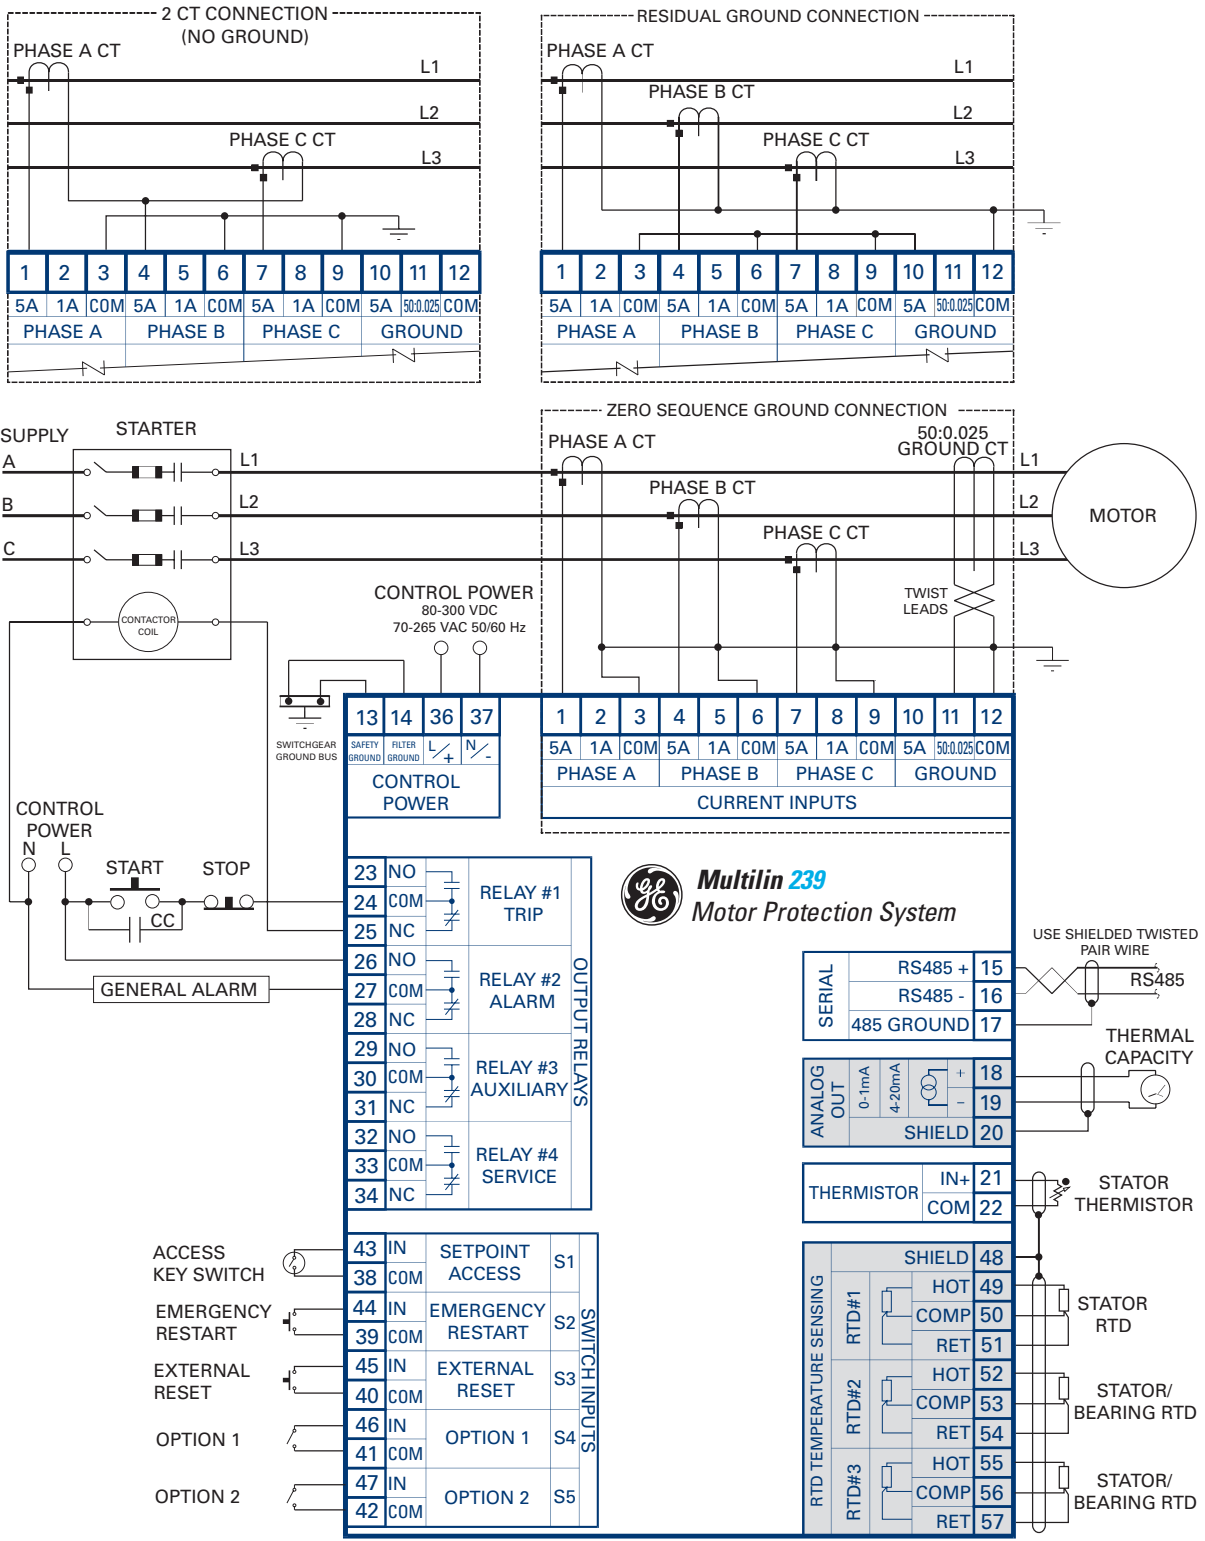 2 CT CONNECTION
(NO GROUND)
PHASE A CT
L1
L2
PHASE C CT
L3
1 2 3 4 5 6 7 8 9 10 11 12
5A 1A COM 5A 1A COM 5A 1A COM 5A 50:0.025 COM
PHASE A PHASE B PHASE C GROUND
RESIDUAL GROUND CONNECTION
PHASE A CT
L1
PHASE B CT
L2
PHASE C CT
L3
1 2 3 4 5 6 7 8 9 10 11 12
5A 1A COM 5A 1A COM 5A 1A COM 5A 50:0.025 COM
PHASE A PHASE B PHASE C GROUND
ZERO SEQUENCE GROUND CONNECTION
SUPPLY
STARTER
PHASE A CT
50:0.025
GROUND CT
A
L1
L1
PHASE B CT
B
L2
L2
MOTOR
PHASE C CT
C
L3
L3
CONTROL POWER
80-300 VDC
70-265 VAC 50/60 Hz
TWIST
LEADS
CONTACTOR
COIL
SWITCHGEAR
GROUND BUS
13 14 36 37
SAFETY
GROUND
FILTER
GROUND
L/+
N/-
CONTROL
POWER
1 2 3 4 5 6 7 8 9 10 11 12
5A 1A COM 5A 1A COM 5A 1A COM 5A 50:0.025 COM
PHASE A PHASE B PHASE C GROUND
CURRENT INPUTS
CONTROL
POWER
N L
START
STOP
CC
GENERAL ALARM
23 NO
24 COM
25 NC
RELAY #1
TRIP
26 NO
27 COM
28 NC
RELAY #2
ALARM
29 NO
30 COM
31 NC
RELAY #3
AUXILIARY
32 NO
33 COM
34 NC
RELAY #4
SERVICE
OUTPUT RELAYS
GE
Multilin 239
Motor Protection System
USE SHIELDED TWISTED
PAIR WIRE
SERIAL
RS485 + 15
RS485 - 16
485 GROUND 17
RS485
THERMAL
CAPACITY
ANALOG
OUT
0-1mA
4-20mA
+ 18
- 19
SHIELD 20
THERMISTOR
IN+ 21
COM 22
STATOR
THERMISTOR
ACCESS
KEY SWITCH
43 IN
38 COM
SETPOINT
ACCESS
S1
EMERGENCY
RESTART
44 IN
39 COM
EMERGENCY
RESTART
S2
EXTERNAL
RESET
45 IN
40 COM
EXTERNAL
RESET
S3
OPTION 1
46 IN
41 COM
OPTION 1
S4
OPTION 2
47 IN
42 COM
OPTION 2
S5
SWITCH INPUTS
RTD TEMPERATURE SENSING
SHIELD 48
RTD#1
HOT 49
COMP 50
RET 51
STATOR
RTD
RTD#2
HOT 52
COMP 53
RET 54
STATOR/
BEARING RTD
RTD#3
HOT 55
COMP 56
RET 57
STATOR/
BEARING RTD